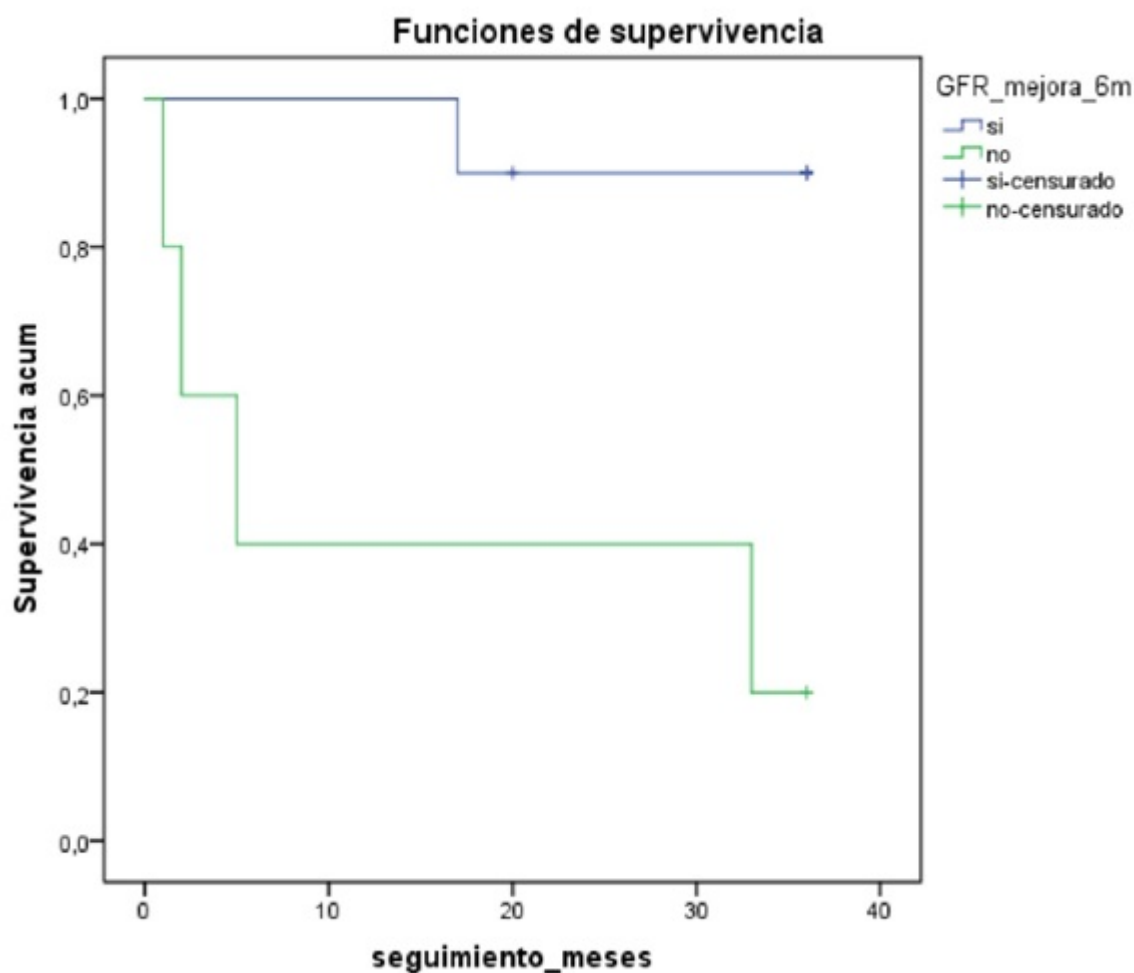 Funciones de supervivencia
GFR_mejora_6m
si
no
si-censurado
no-censurado
Supervivencia acum
1,0
0,8
0,6
0,4
0,2
0,0
0 10 20 30 40
seguimiento_meses